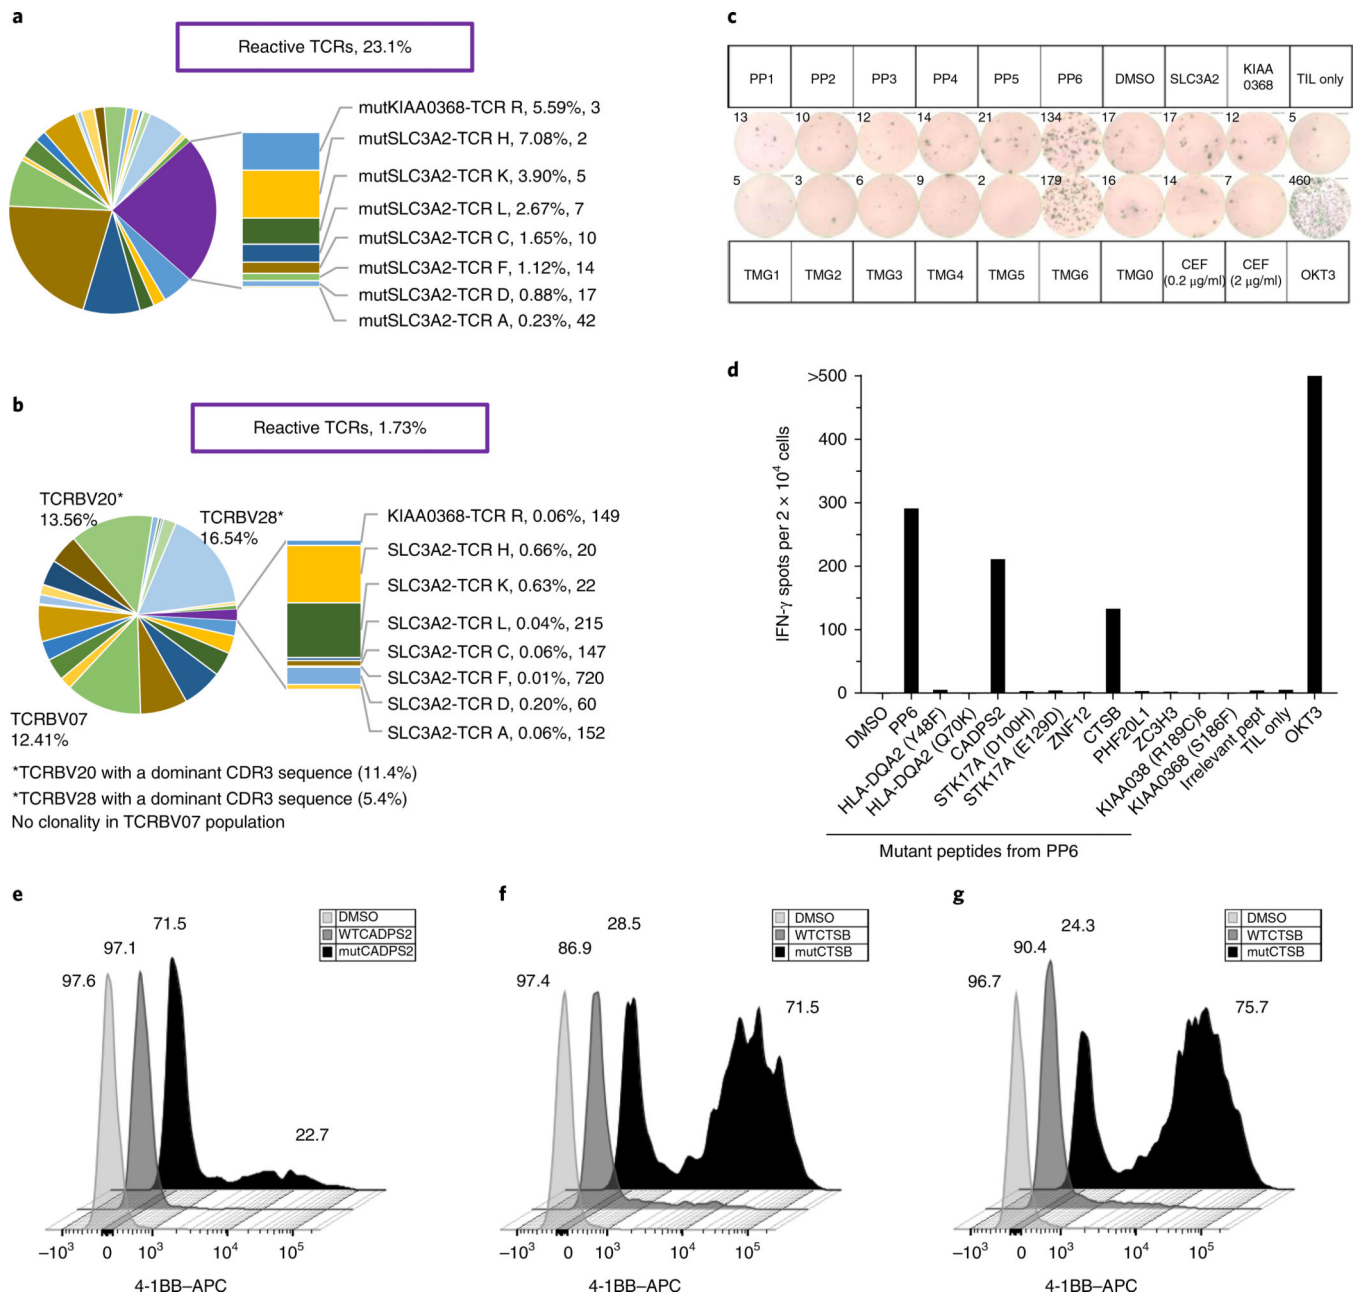 a
Reactive TCRs, 23.1%
mutKIAA0368-TCR R, 5.59%, 3
mutSLC3A2-TCR H, 7.08%, 2
mutSLC3A2-TCR K, 3.90%, 5
mutSLC3A2-TCR L, 2.67%, 7
mutSLC3A2-TCR C, 1.65%, 10
mutSLC3A2-TCR F, 1.12%, 14
mutSLC3A2-TCR D, 0.88%, 17
mutSLC3A2-TCR A, 0.23%, 42
b
Reactive TCRs, 1.73%
TCRBV20*
13.56%
TCRBV28*
16.54%
TCRBV07
12.41%
KIAA0368-TCR R, 0.06%, 149
SLC3A2-TCR H, 0.66%, 20
SLC3A2-TCR K, 0.63%, 22
SLC3A2-TCR L, 0.04%, 215
SLC3A2-TCR C, 0.06%, 147
SLC3A2-TCR F, 0.01%, 720
SLC3A2-TCR D, 0.20%, 60
SLC3A2-TCR A, 0.06%, 152
*TCRBV20 with a dominant CDR3 sequence (11.4%)
*TCRBV28 with a dominant CDR3 sequence (5.4%)
No clonality in TCRBV07 population
c
PP1 PP2 PP3 PP4 PP5 PP6 DMSO SLC3A2 KIAA 0368 TIL only
13 10 12 14 21 134 17 17 12 5
5 3 6 9 2 179 16 14 7 460
TMG1 TMG2 TMG3 TMG4 TMG5 TMG6 TMG0 CEF (0.2 μg/ml) CEF (2 μg/ml) OKT3
d
IFN-γ spots per 2 × 10⁴ cells
>500
400
300
200
100
0
DMSO
PP6
HLA-DQA2 (Y48F)
HLA-DQA2 (Q70K)
CADPS2
STK17A (D100H)
STK17A (E129D)
ZNF12
CTSB
PHF20L1
ZC3H3
KIAA038 (R189C)6
KIAA0368 (S186F)
Irrelevant pept
TIL only
OKT3
Mutant peptides from PP6
e
97.6
97.1
71.5
22.7
DMSO
WTCADPS2
mutCADPS2
−10³ 0 10³ 10⁴ 10⁵
4-1BB–APC
f
97.4
86.9
28.5
71.5
DMSO
WTCTSB
mutCTSB
−10³ 0 10³ 10⁴ 10⁵
4-1BB–APC
g
96.7
90.4
24.3
75.7
DMSO
WTCTSB
mutCTSB
−10³ 0 10³ 10⁴ 10⁵
4-1BB–APC